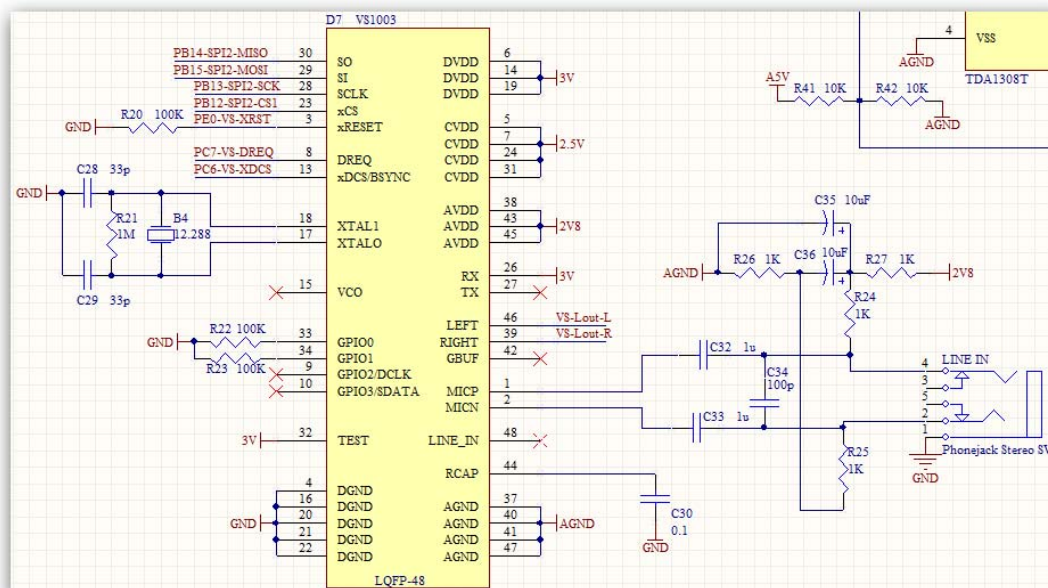 D7 VS1003
4 VSS
AGND
TDA1308T
A5V R41 10K R42 10K
AGND
PB14-SPI2-MISO 30 SO DVDD 6
PB15-SPI2-MOSI 29 SI DVDD 14 3V
PB13-SPI2-SCK 28 SCLK DVDD 19
PB12-SPI2-CS1 23 xCS
GND R20 100K PE0-VS-XRST 3 xRESET CVDD 5
CVDD 7 2.5V
PC7-VS-DREQ 8 DREQ CVDD 24
PC6-VS-XDCS 13 xDCS/BSYNC CVDD 31
C28 33p
GND
AVDD 38
R21 1M B4 12.288 18 XTAL1 AVDD 43 2V8
17 XTALO AVDD 45
C29 33p
C35 10uF
C36 10uF
AGND R26 1K R27 1K 2V8
RX 26 3V
15 VCO TX 27
R24 1K
LEFT 46 VS-Lout-L
GND R22 100K 33 GPIO0 RIGHT 39 VS-Lout-R
R23 100K 34 GPIO1 GBUF 42
9 GPIO2/DCLK
10 GPIO3/SDATA MICP 1 C32 1u
C34 100p
MICN 2 C33 1u
4 LINE IN
3
5
2
1 Phonejack Stereo SW
GND
3V 32 TEST LINE_IN 48
R25 1K
RCAP 44
C30 0.1
GND
4 DGND AGND 37
16 DGND AGND 40
GND 20 DGND AGND 41 AGND
21 DGND AGND 47
22 DGND
LQFP-48